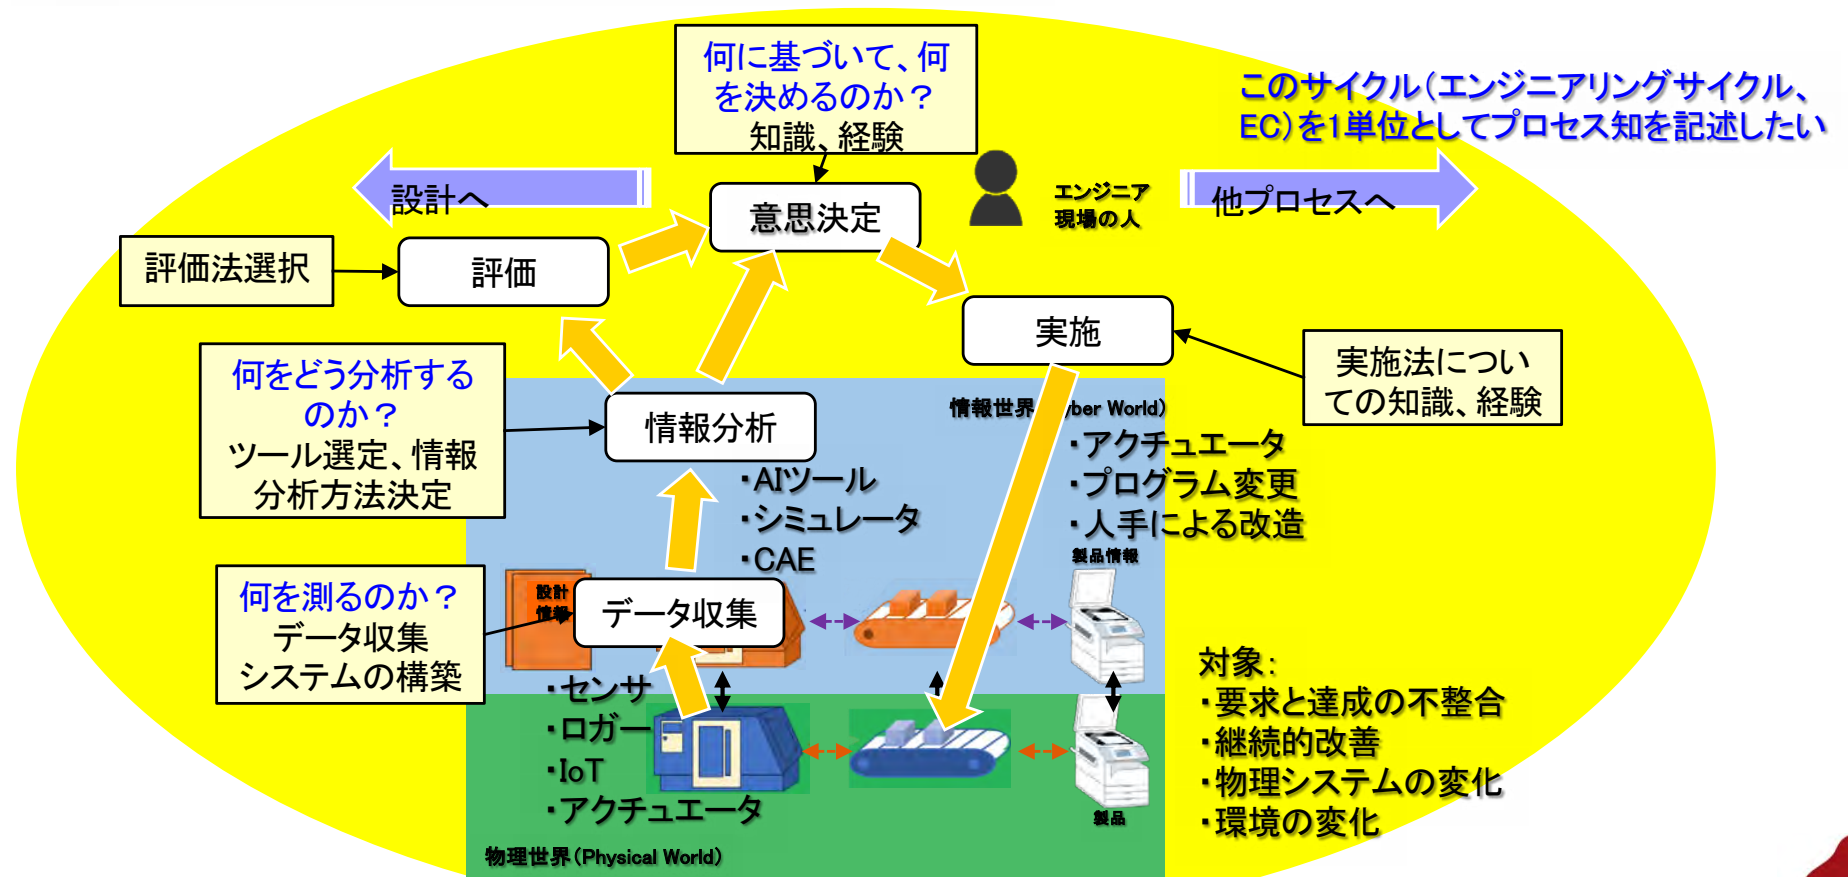 何に基づいて、何
を決めるのか？
知識、経験
このサイクル（エンジニアリングサイクル、
EC）を1単位としてプロセス知を記述したい
設計へ
意思決定
エンジニア
現場の人
他プロセスへ
評価法選択
評価
実施
実施法につい
ての知識、経験
何をどう分析する
のか？
ツール選定、情報
分析方法決定
情報分析
情報世界
yber World）
・アクチュエータ
・プログラム変更
・人手による改造
・AIツール
・シミュレータ
・CAE
製品情報
何を測るのか？
データ収集
システムの構築
設計
情報
データ収集
・センサ
・ロガー
・IoT
・アクチュエータ
製品
対象：
・要求と達成の不整合
・継続的改善
・物理システムの変化
・環境の変化
物理世界（Physical World）